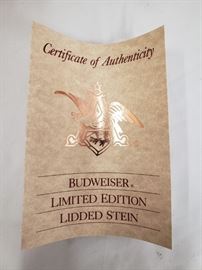 Certificate of Authenticity
BUDWEISER®
LIMITED EDITION
LIDDED STEIN